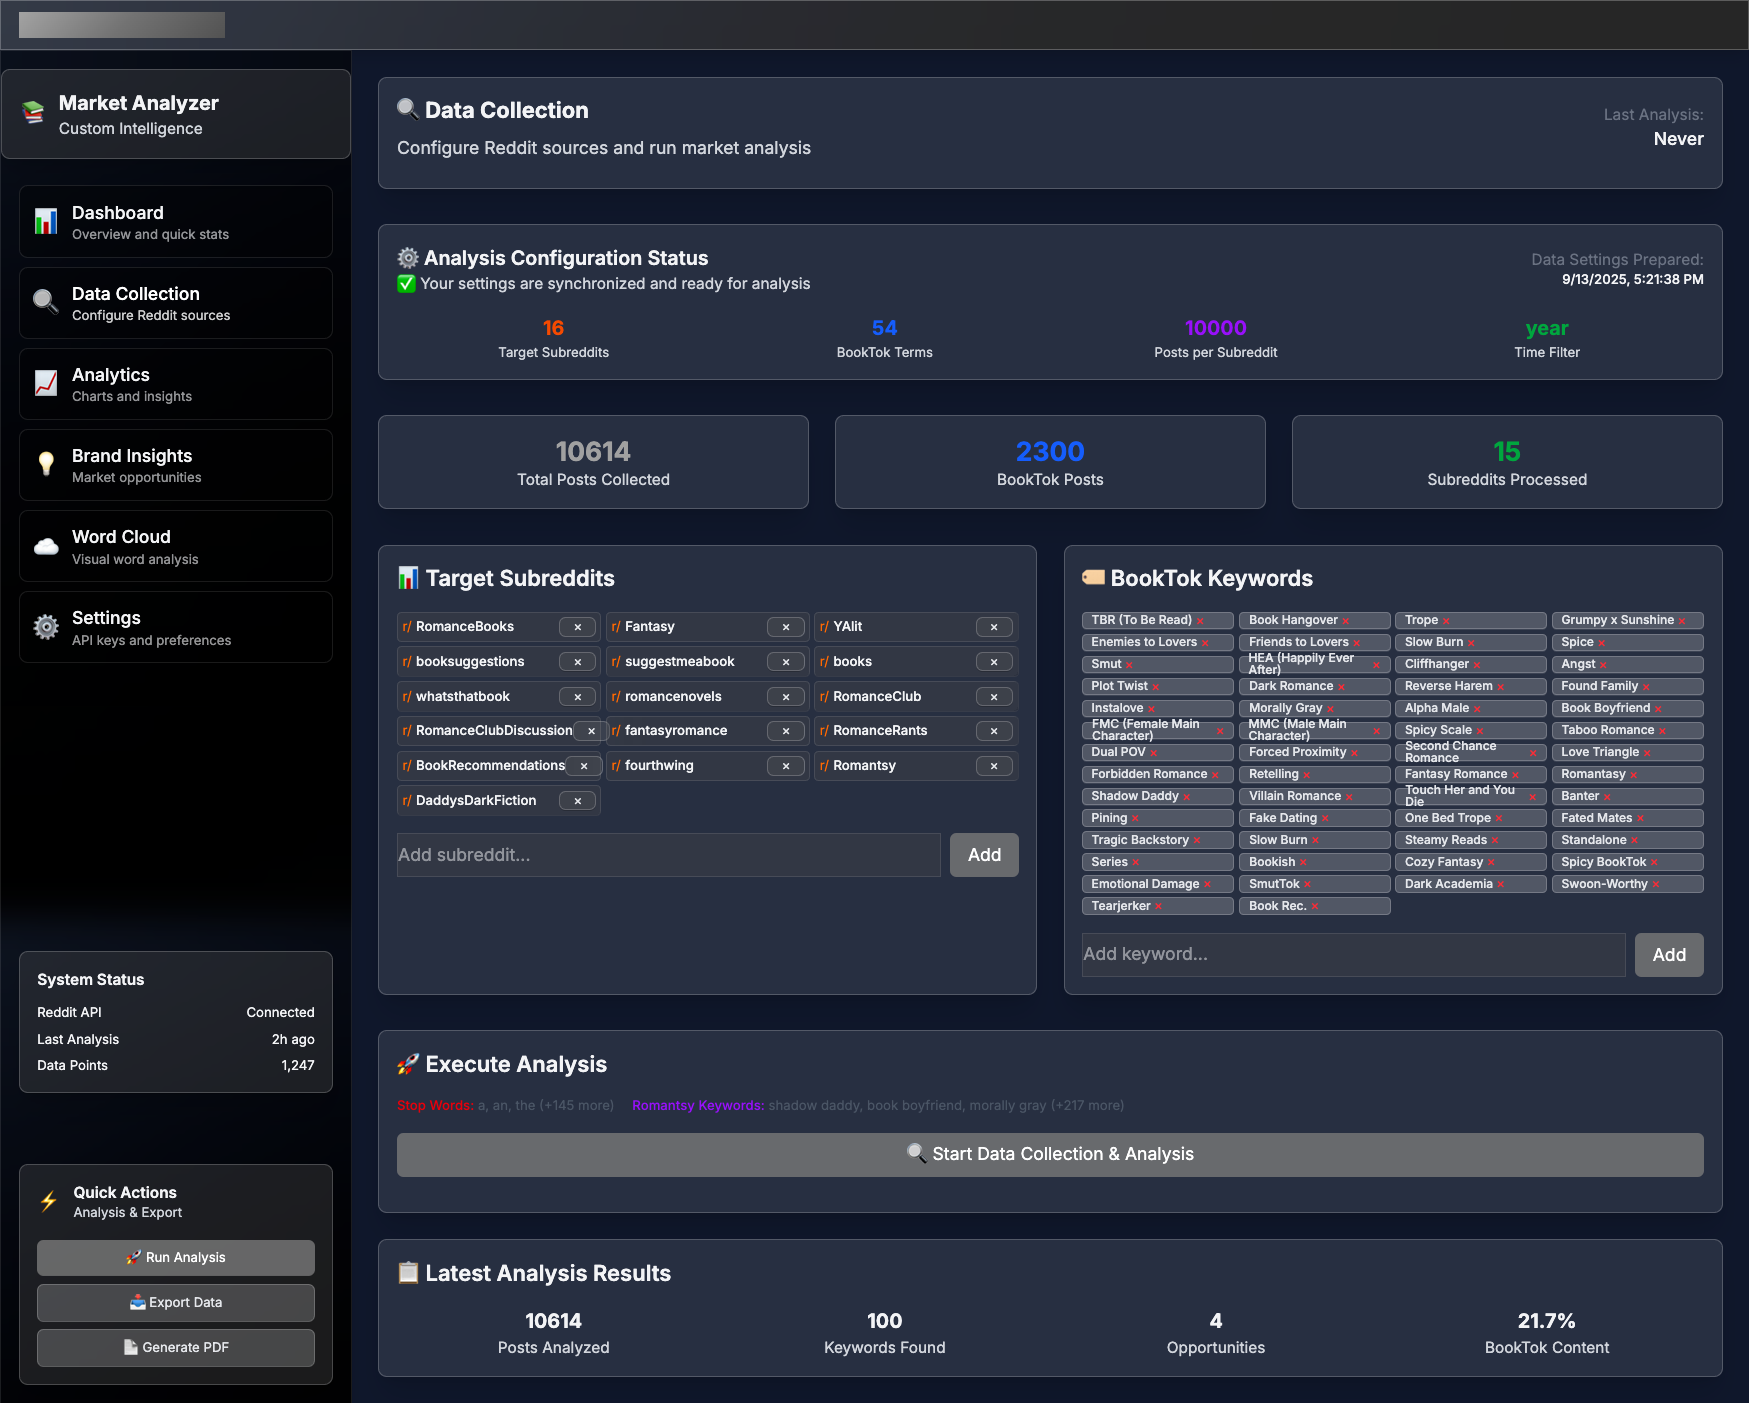 Market Analyzer
Custom Intelligence
Dashboard
Overview and quick stats
Data Collection
Configure Reddit sources
Analytics
Charts and insights
Brand Insights
Market opportunities
Word Cloud
Visual word analysis
Settings
API keys and preferences
System Status
Reddit API Connected
Last Analysis 2h ago
Data Points 1,247
Quick Actions
Analysis & Export
Run Analysis
Export Data
Generate PDF
Data Collection
Configure Reddit sources and run market analysis
Last Analysis:
Never
Analysis Configuration Status
Your settings are synchronized and ready for analysis
Data Settings Prepared:
9/13/2025, 5:21:38 PM
16 54 10000 year
Target Subreddits BookTok Terms Posts per Subreddit Time Filter
10614
Total Posts Collected
2300
BookTok Posts
15
Subreddits Processed
Target Subreddits
r/ RomanceBooks × r/ Fantasy × r/ YAlit ×
r/ booksuggestions × r/ suggestmeabook × r/ books ×
r/ whatsthatbook × r/ romancenovels × r/ RomanceClub ×
r/ RomanceClubDiscussion × r/ fantasyromance × r/ RomanceRants ×
r/ BookRecommendations × r/ fourthwing × r/ Romantsy ×
r/ DaddysDarkFiction ×
Add subreddit...
Add
BookTok Keywords
TBR (To Be Read) × Book Hangover × Trope × Grumpy x Sunshine ×
Enemies to Lovers × Friends to Lovers × Slow Burn × Spice ×
Smut × HEA (Happily Ever After) × Cliffhanger × Angst ×
Plot Twist × Dark Romance × Reverse Harem × Found Family ×
Instalove × Morally Gray × Alpha Male × Book Boyfriend ×
FMC (Female Main Character) × MMC (Male Main Character) × Spicy Scale × Taboo Romance ×
Dual POV × Forced Proximity × Second Chance Romance × Love Triangle ×
Forbidden Romance × Retelling × Fantasy Romance × Romantasy ×
Shadow Daddy × Villain Romance × Touch Her and You Die × Banter ×
Pining × Fake Dating × One Bed Trope × Fated Mates ×
Tragic Backstory × Slow Burn × Steamy Reads × Standalone ×
Series × Bookish × Cozy Fantasy × Spicy BookTok ×
Emotional Damage × SmutTok × Dark Academia × Swoon-Worthy ×
Tearjerker × Book Rec. ×
Add keyword...
Add
Execute Analysis
Stop Words: a, an, the (+145 more) Romantsy Keywords: shadow daddy, book boyfriend, morally gray (+217 more)
Start Data Collection & Analysis
Latest Analysis Results
10614 100 4 21.7%
Posts Analyzed Keywords Found Opportunities BookTok Content